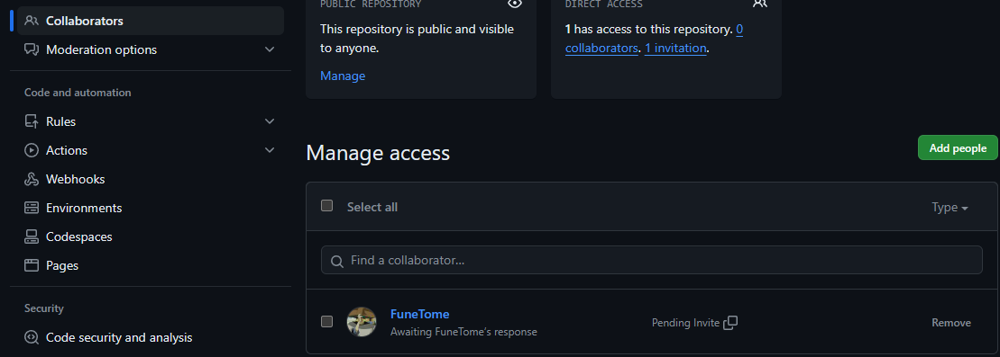 Collaborators
Moderation options
Code and automation
Rules
Actions
Webhooks
Environments
Codespaces
Pages
Security
Code security and analysis
PUBLIC REPOSITORY
This repository is public and visible
to anyone.
Manage
DIRECT ACCESS
1 has access to this repository. 0
collaborators. 1 invitation.
Manage access
Add people
Select all
Type
Find a collaborator...
FuneTome
Awaiting FuneTome's response
Pending Invite
Remove